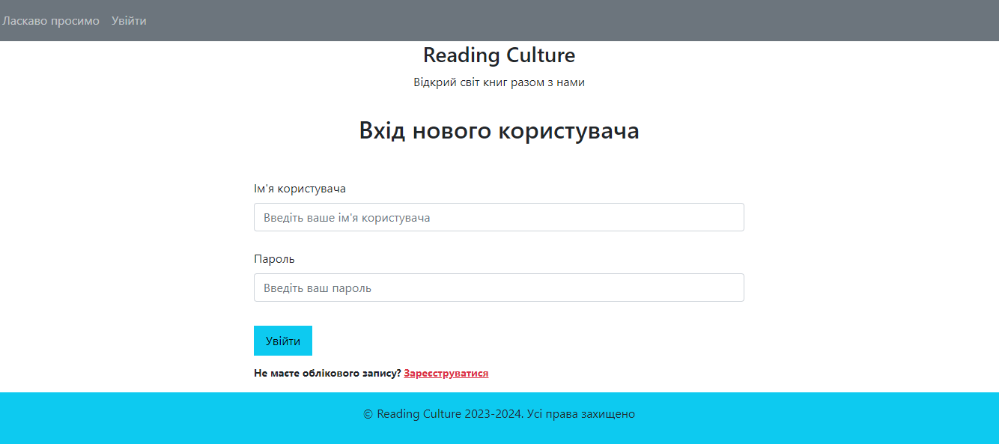 Ласкаво просимо Увійти
Reading Culture
Відкрий світ книг разом з нами
Вхід нового користувача
Ім'я користувача
Введіть ваше ім'я користувача
Пароль
Введіть ваш пароль
Увійти
Не маєте облікового запису? Зареєструватися
© Reading Culture 2023-2024. Усі права захищено